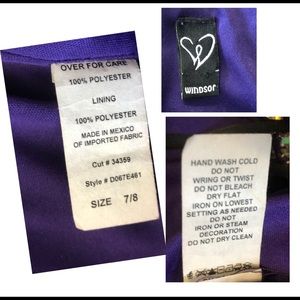 OVER FOR CARE
100% POLYESTER
LINING
100% POLYESTER
MADE IN MEXICO
OF IMPORTED FABRIC
Cut # 34359
Style # D067E461
SIZE 7/8
WINDSOR
HAND WASH COLD
DO NOT
WRING OR TWIST
DO NOT BLEACH
DRY FLAT
IRON ON LOWEST
SETTING AS NEEDED
DO NOT
IRON OR STEAM
DECORATION
DO NOT DRY CLEAN